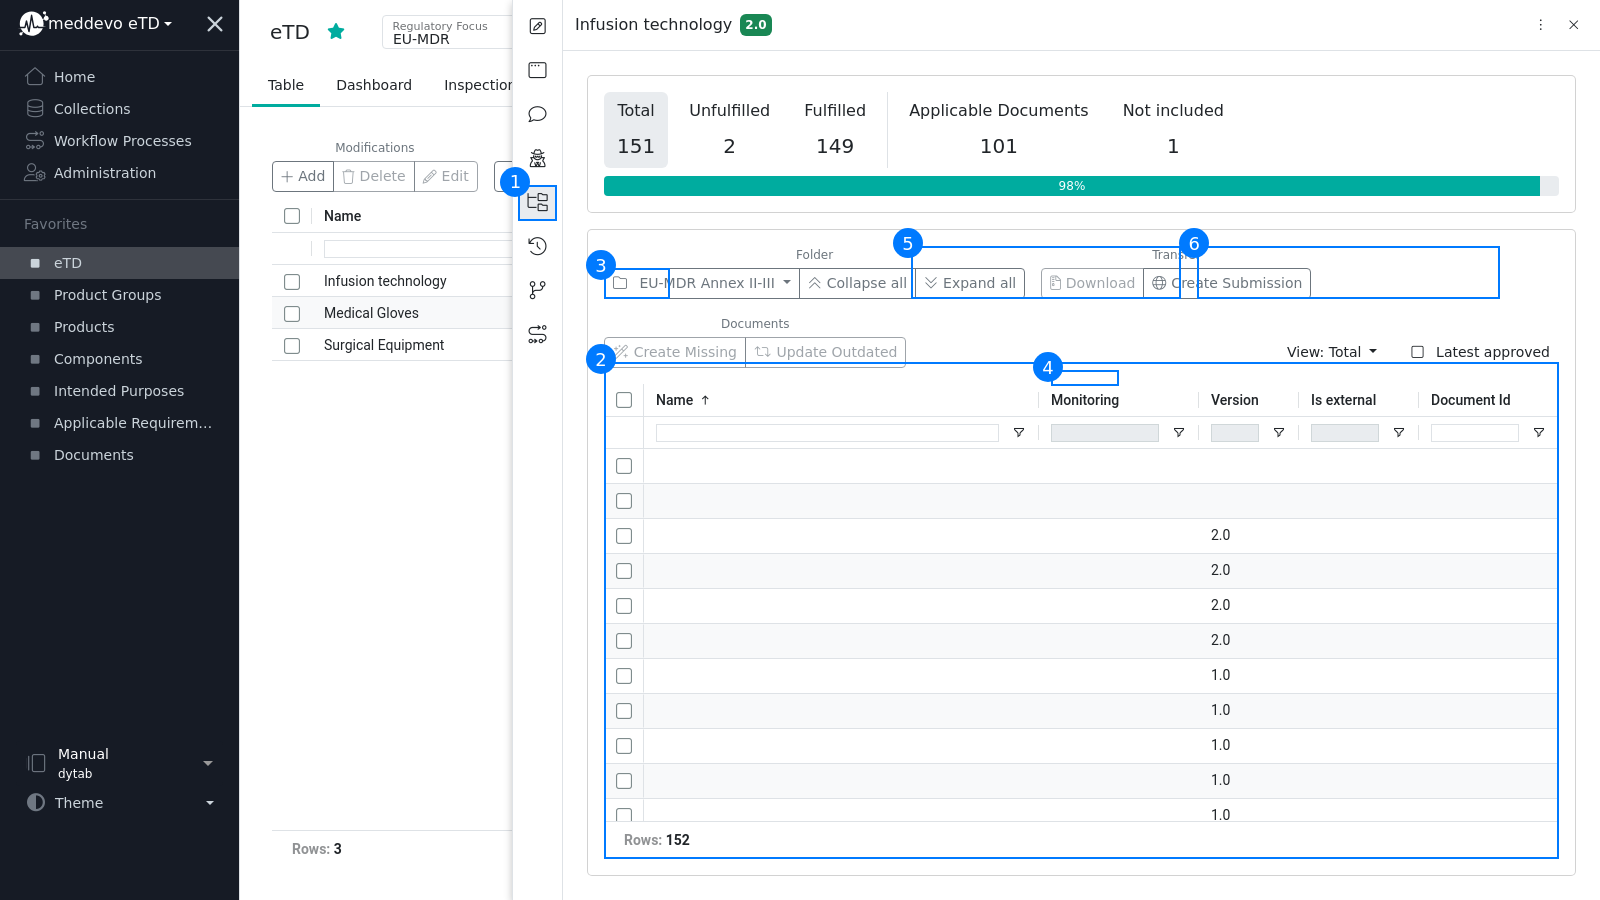 meddevo eTD
Home
Collections
Workflow Processes
Administration
Favorites
eTD
Product Groups
Products
Components
Intended Purposes
Applicable Requirem...
Documents
Manual
dytab
Theme
eTD
Regulatory Focus
EU-MDR
Table Dashboard Inspection
Modifications
Add Delete Edit
Name
Infusion technology
Medical Gloves
Surgical Equipment
Rows: 3
1
Infusion technology 2.0
Total Unfulfilled Fulfilled Applicable Documents Not included
151 2 149 101 1
98%
5 6
Folder
3
EU-MDR Annex II-III Collapse all Expand all Download Create Submission
Documents
Create Missing Update Outdated View: Total Latest approved
2 4
Name Monitoring Version Is external Document Id
2.0
2.0
2.0
2.0
1.0
1.0
1.0
1.0
1.0
Rows: 152